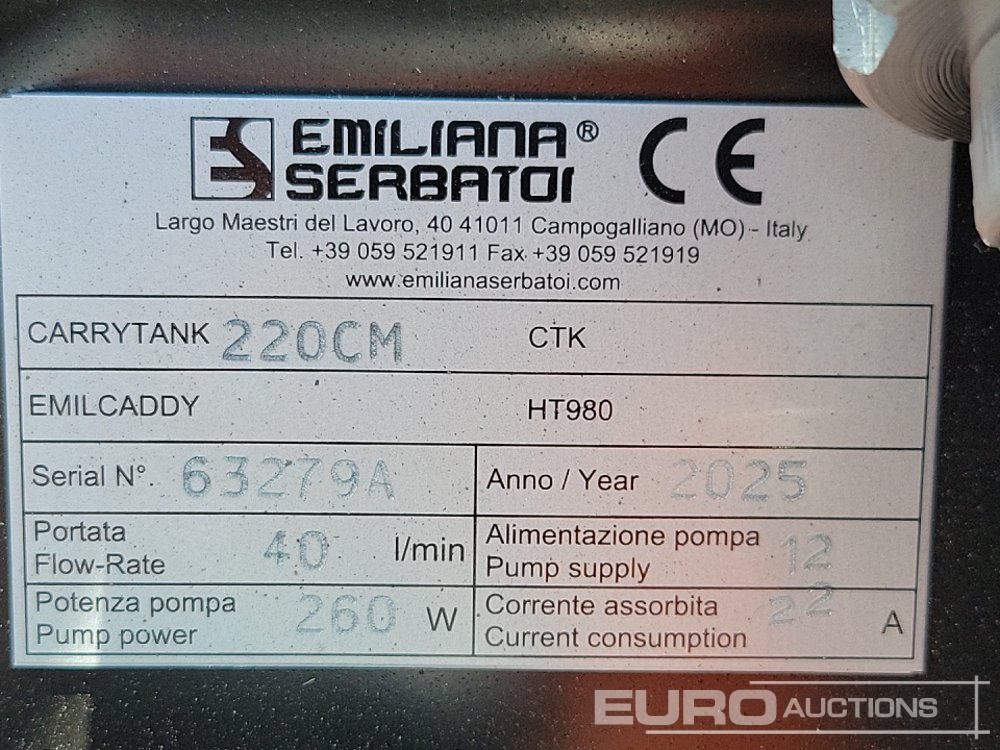 EMILIANA®
SERBATOI
CE
Largo Maestri del Lavoro, 40 41011 Campogalliano (MO) - Italy
Tel. +39 059 521911 Fax +39 059 521919
www.emilianaserbatoi.com
CARRYTANK 220CM CTK
EMILCADDY HT980
Serial N°. 63279A Anno / Year 2025
Portata
Flow-Rate 40 l/min
Alimentazione pompa
Pump supply 12
Potenza pompa
Pump power 260 W
Corrente assorbita
Current consumption 22 A
EURO AUCTIONS